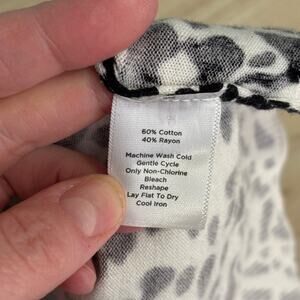 60% Cotton
40% Rayon
Machine Wash Cold
Gentle Cycle
Only Non-Chlorine
Bleach
Reshape
Lay Flat To Dry
Cool Iron